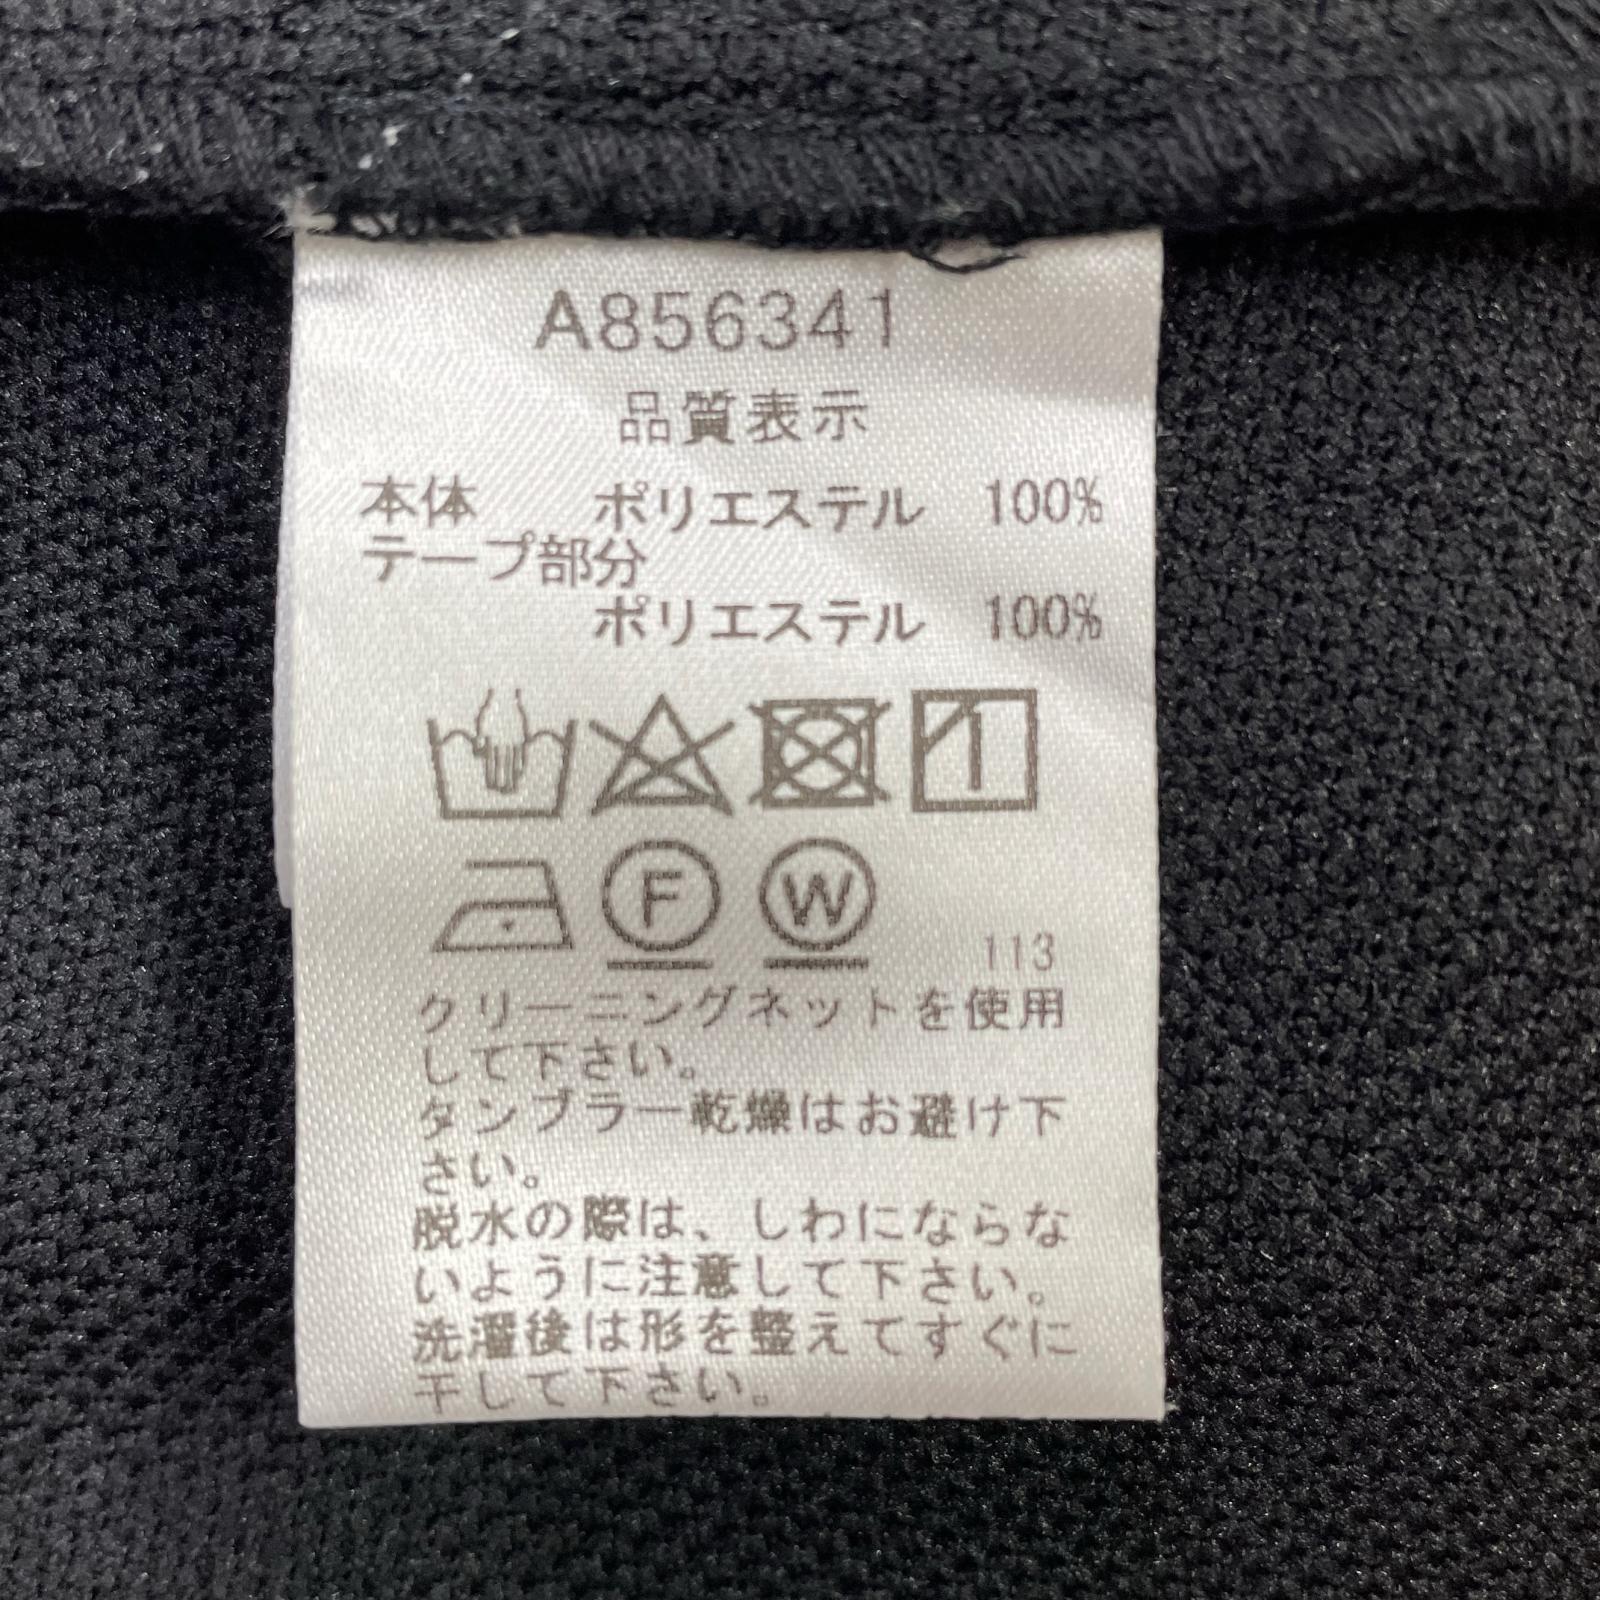 A856341
品質表示
本体 ポリエステル 100%
テープ部分
ポリエステル 100%
F W 113
クリーニングネットを使用
して下さい。
タンブラー乾燥はお避け下
さい。
脱水の際は、しわにならな
いように注意して下さい。
洗濯後は形を整えてすぐに
干して下さい。